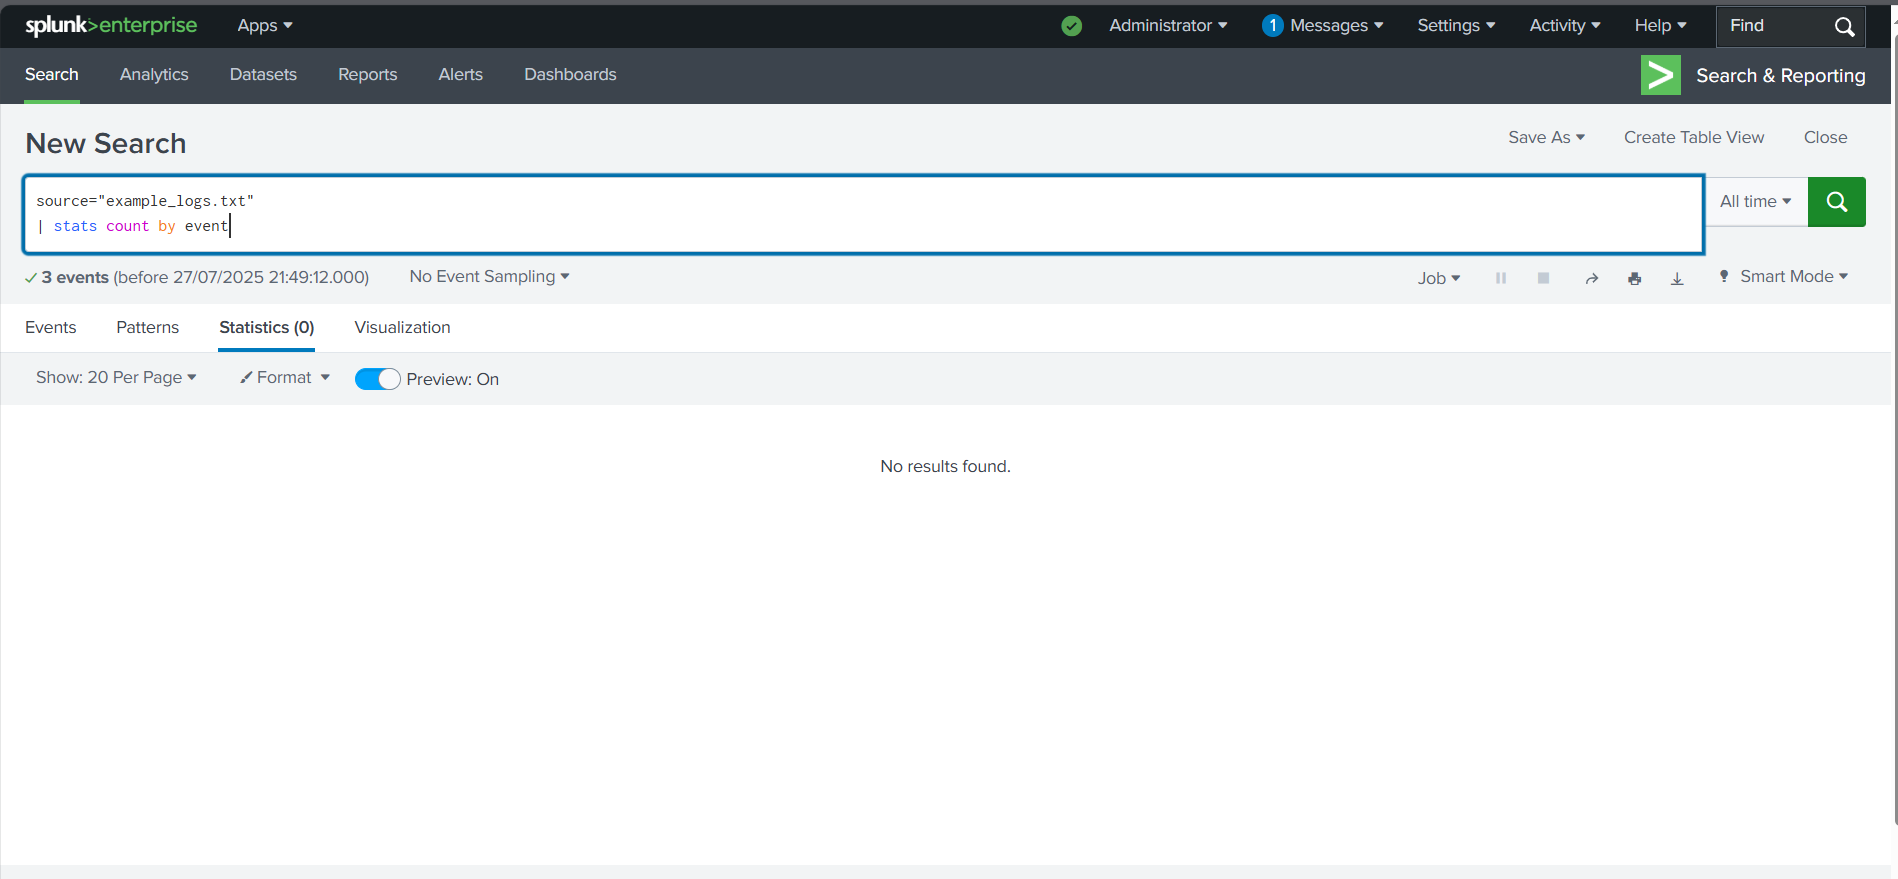 splunk>enterprise Apps Administrator 1 Messages Settings Activity Help Find
Search Analytics Datasets Reports Alerts Dashboards > Search & Reporting
New Search Save As Create Table View Close
source="example_logs.txt" All time
| stats count by event
3 events (before 27/07/2025 21:49:12.000) No Event Sampling Job Smart Mode
Events Patterns Statistics (0) Visualization
Show: 20 Per Page Format Preview: On
No results found.